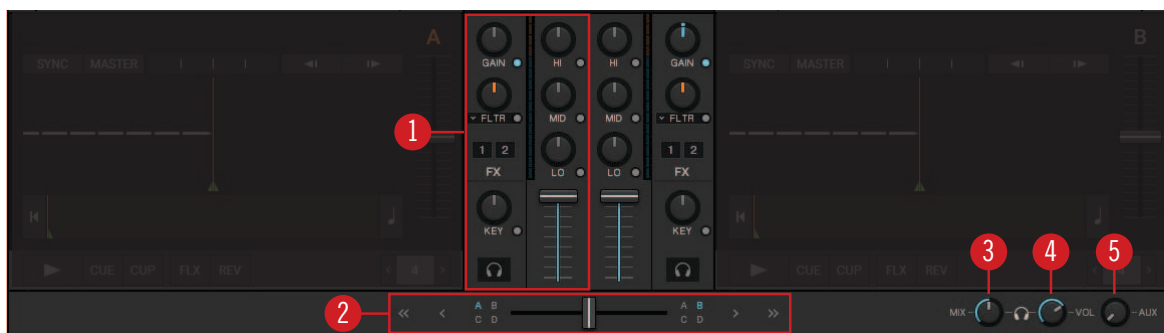 A
SYNC MASTER
GAIN HI
FLTR MID
1 2
FX LO
KEY
CUE CUP FLX REV
4
HI GAIN
MID FLTR
1 2
LO FX
KEY
B
SYNC MASTER
CUE CUP FLX REV
1
2
A B
C D
A B
C D
3 4 5
MIX VOL AUX